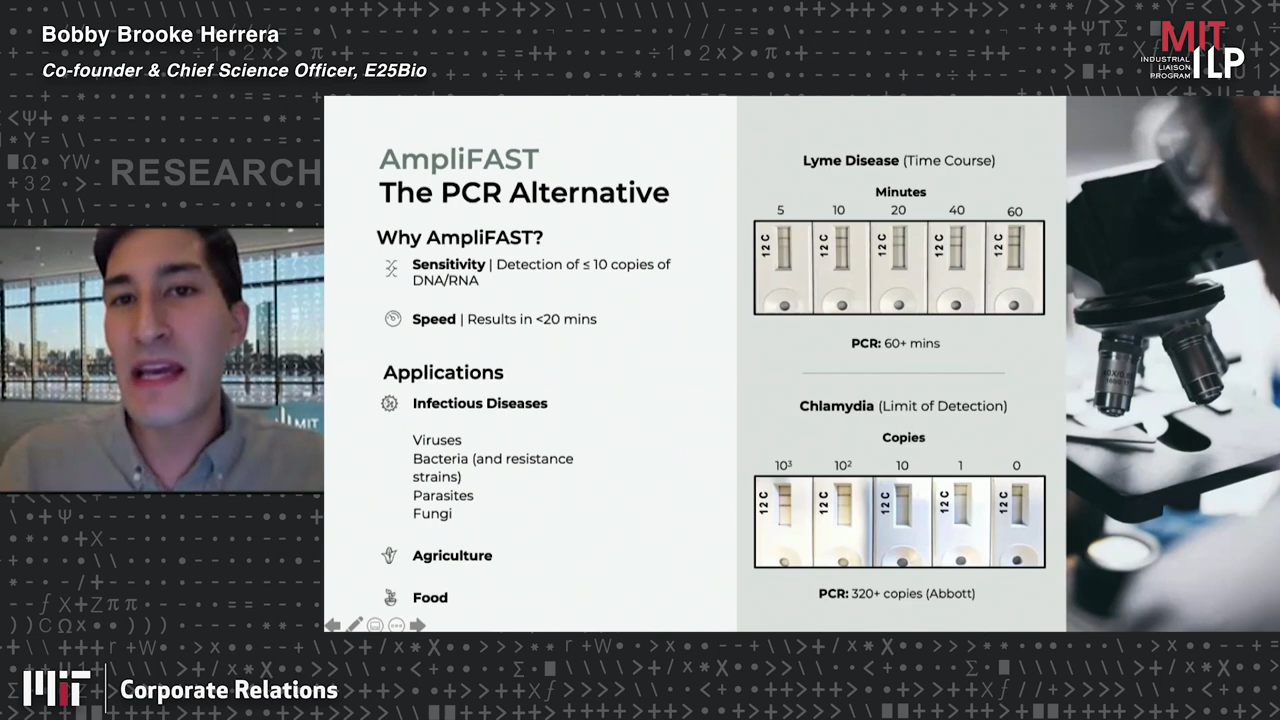 Bobby Brooke Herrera
Co-founder & Chief Science Officer, E25Bio
MIT
INDUSTRIAL
LIAISON
PROGRAM
ILP
RESEARCH
AmpliFAST
The PCR Alternative
Why AmpliFAST?
Sensitivity | Detection of ≤ 10 copies of
DNA/RNA
Speed | Results in <20 mins
Applications
Infectious Diseases
Viruses
Bacteria (and resistance
strains)
Parasites
Fungi
Agriculture
Food
Lyme Disease (Time Course)
Minutes
5 10 20 40 60
12 C 12 C 12 C 12 C 12 C
PCR: 60+ mins
Chlamydia (Limit of Detection)
Copies
10³ 10² 10 1 0
12 C 12 C 12 C 12 C 12 C
PCR: 320+ copies (Abbott)
MIT
MIT
Corporate Relations